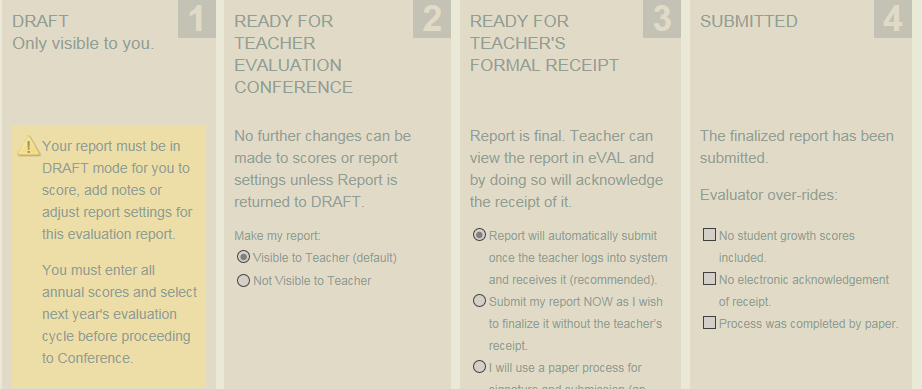 DRAFT
Only visible to you.
1
Your report must be in
DRAFT mode for you to
score, add notes or
adjust report settings for
this evaluation report.
You must enter all
annual scores and select
next year's evaluation
cycle before proceeding
to Conference.
READY FOR
TEACHER
EVALUATION
CONFERENCE
2
No further changes can be
made to scores or report
settings unless Report is
returned to DRAFT.
Make my report:
Visible to Teacher (default)
Not Visible to Teacher
READY FOR
TEACHER'S
FORMAL RECEIPT
3
Report is final. Teacher can
view the report in eVAL and
by doing so will acknowledge
the receipt of it.
Report will automatically submit
once the teacher logs into system
and receives it (recommended).
Submit my report NOW as I wish
to finalize it without the teacher's
receipt.
I will use a paper process for
signature and submission (an
SUBMITTED
4
The finalized report has been
submitted.
Evaluator over-rides:
No student growth scores
included.
No electronic acknowledgement
of receipt.
Process was completed by paper.